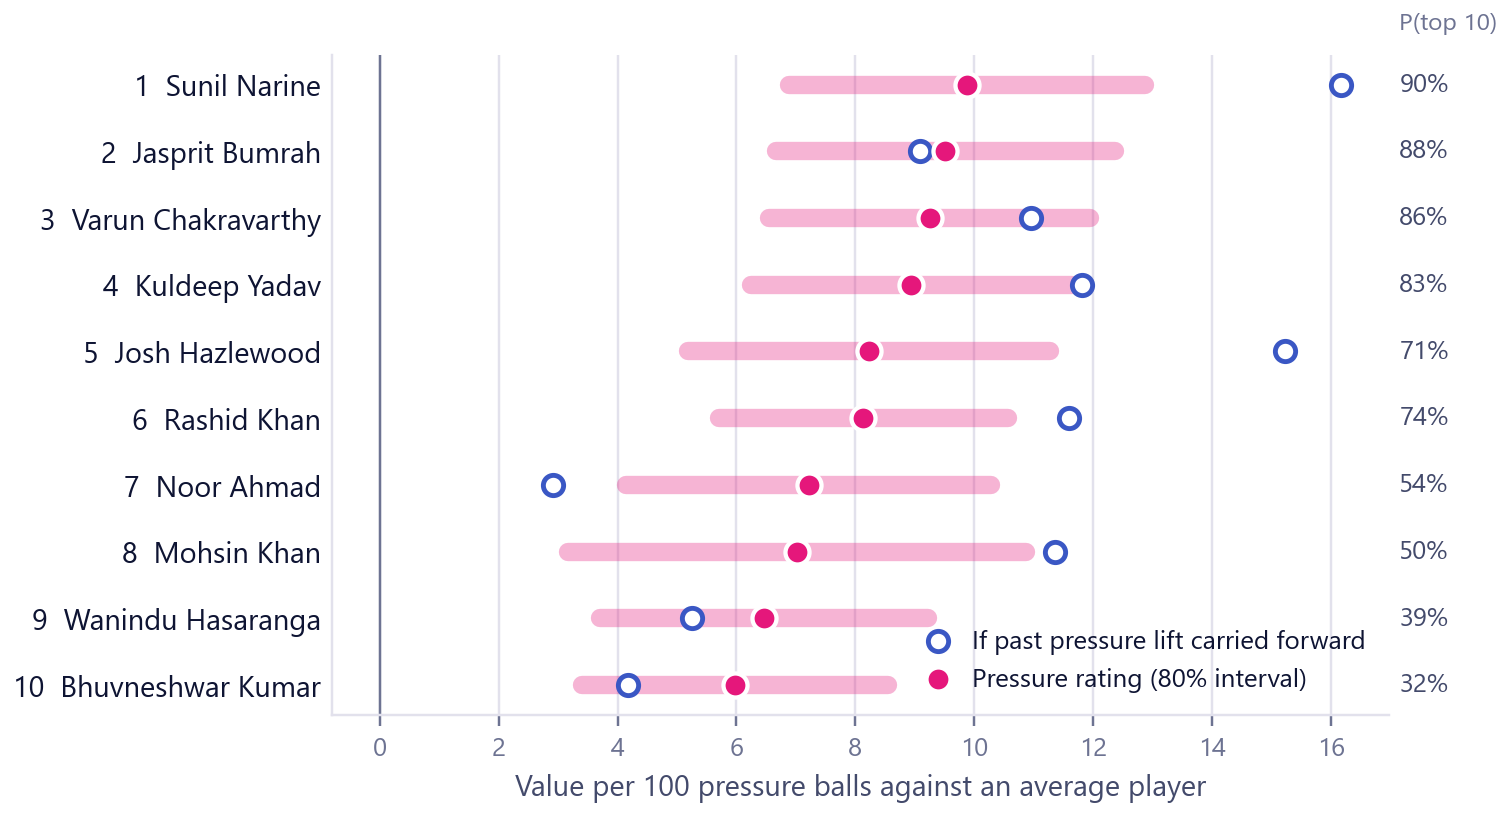 P(top 10)
1 Sunil Narine 90%
2 Jasprit Bumrah 88%
3 Varun Chakravarthy 86%
4 Kuldeep Yadav 83%
5 Josh Hazlewood 71%
6 Rashid Khan 74%
7 Noor Ahmad 54%
8 Mohsin Khan 50%
9 Wanindu Hasaranga 39%
If past pressure lift carried forward
Pressure rating (80% interval)
10 Bhuvneshwar Kumar 32%
0 2 4 6 8 10 12 14 16
Value per 100 pressure balls against an average player